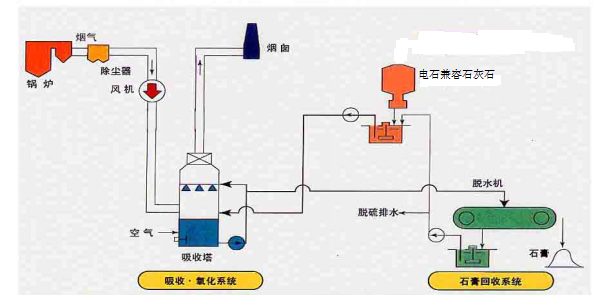 烟气
烟囱
除尘器
锅炉
风机
电石兼容石灰石
脱水机
脱硫排水
空气
吸收塔
石膏
吸收·氧化系统
石膏回收系统